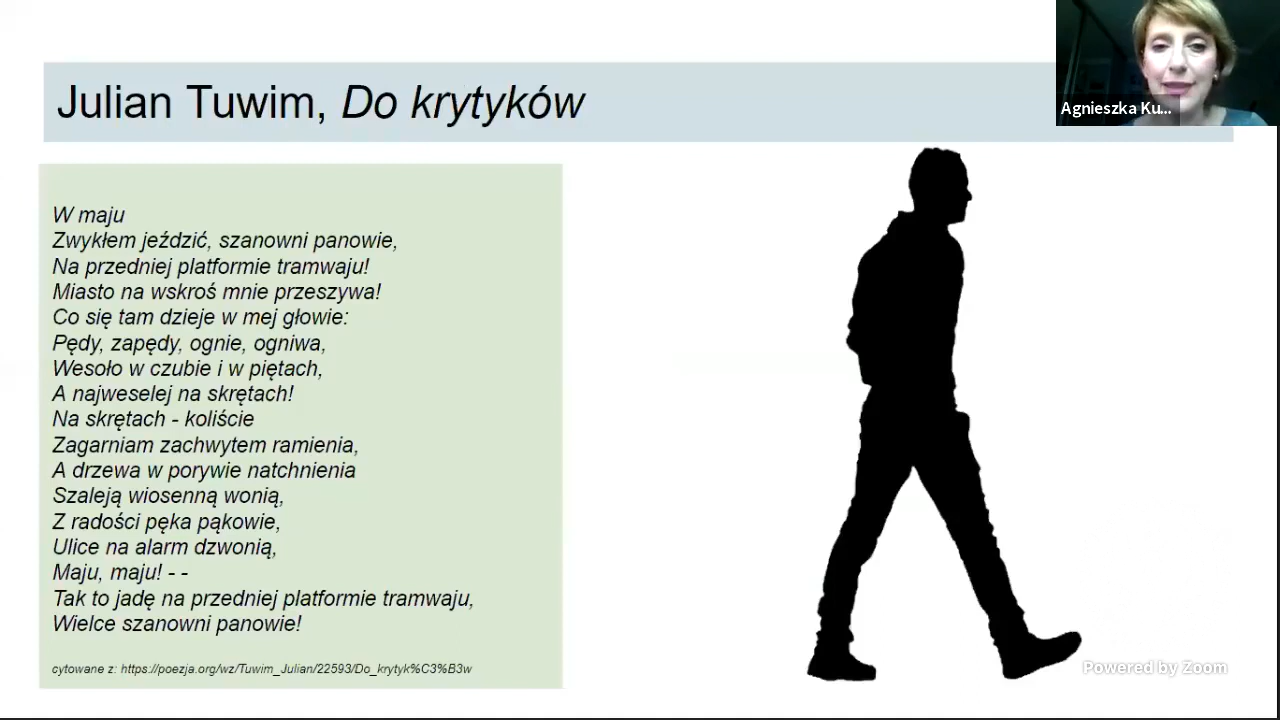 Julian Tuwim, Do krytyków
Agnieszka Ku...
W maju
Zwykłem jeździć, szanowni panowie,
Na przedniej platformie tramwaju!
Miasto na wskroś mnie przeszywa!
Co się tam dzieje w mej głowie:
Pędy, zapędy, ognie, ogniwa,
Wesoło w czubie i w piętach,
A najweselej na skrętach!
Na skrętach - koliście
Zagarniam zachwytem ramienia,
A drzewa w porywie natchnienia
Szaleją wiosenną wonią,
Z radości pęka pąkowie,
Ulice na alarm dzwonią,
Maju, maju! - -
Tak to jadę na przedniej platformie tramwaju,
Wielce szanowni panowie!
cytowane z: https://poezja.org/wz/Tuwim_Julian/22593/Do_krytyk%C3%B3w
Powered by Zoom